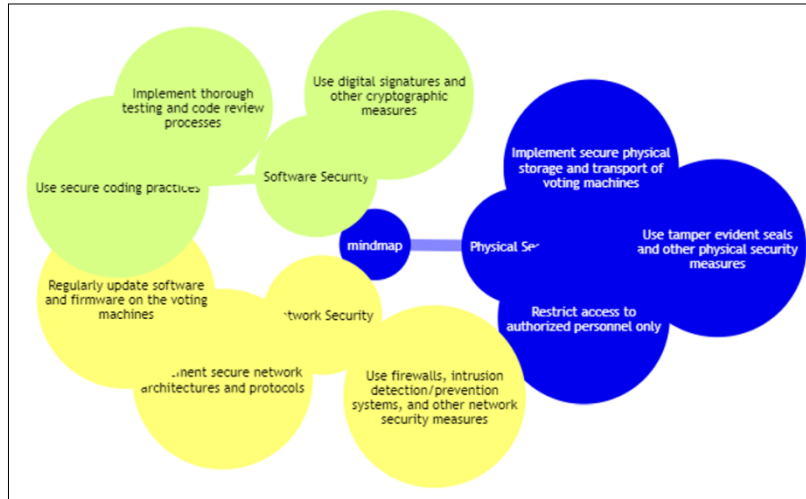 Implement thorough
testing and code review
processes
Use digital signatures and
other cryptographic
measures
Use secure coding practices
Software Security
Implement secure physical
storage and transport of
voting machines
mindmap
Physical
Use tamper evident seals
and other physical security
measures
Regularly update software
and firmware on the voting
machines
Security
Restrict access to
authorized personnel only
secure network
architectures and protocols
Use firewalls, intrusion
detection/prevention
systems, and other network
security measures